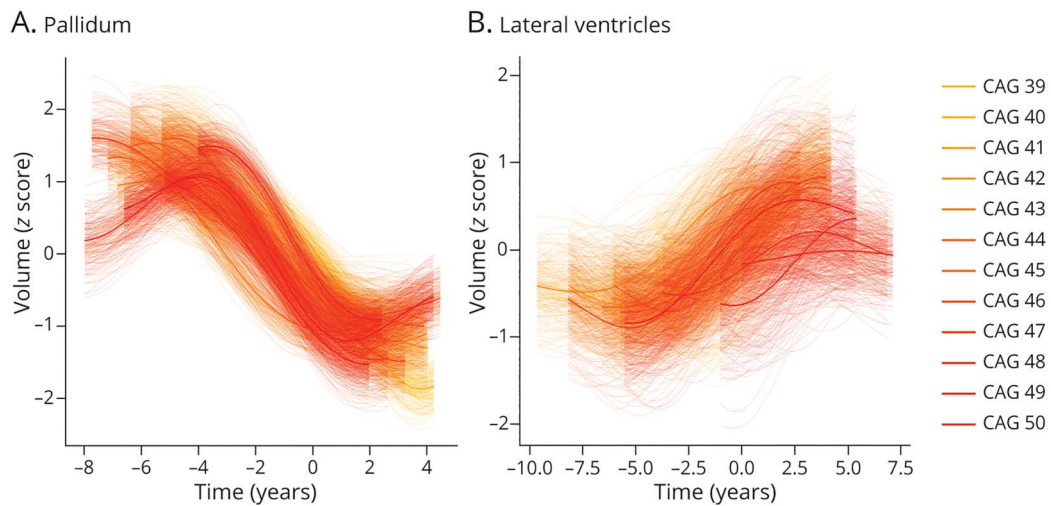 A. Pallidum
Volume (z score)
2
1
0
–1
–2
–8
–6
–4
–2
0
2
4
Time (years)
B. Lateral ventricles
Volume (z score)
2
1
0
–1
–2
–10.0
–7.5
–5.0
–2.5
0.0
2.5
5.0
7.5
Time (years)
CAG 39
CAG 40
CAG 41
CAG 42
CAG 43
CAG 44
CAG 45
CAG 46
CAG 47
CAG 48
CAG 49
CAG 50